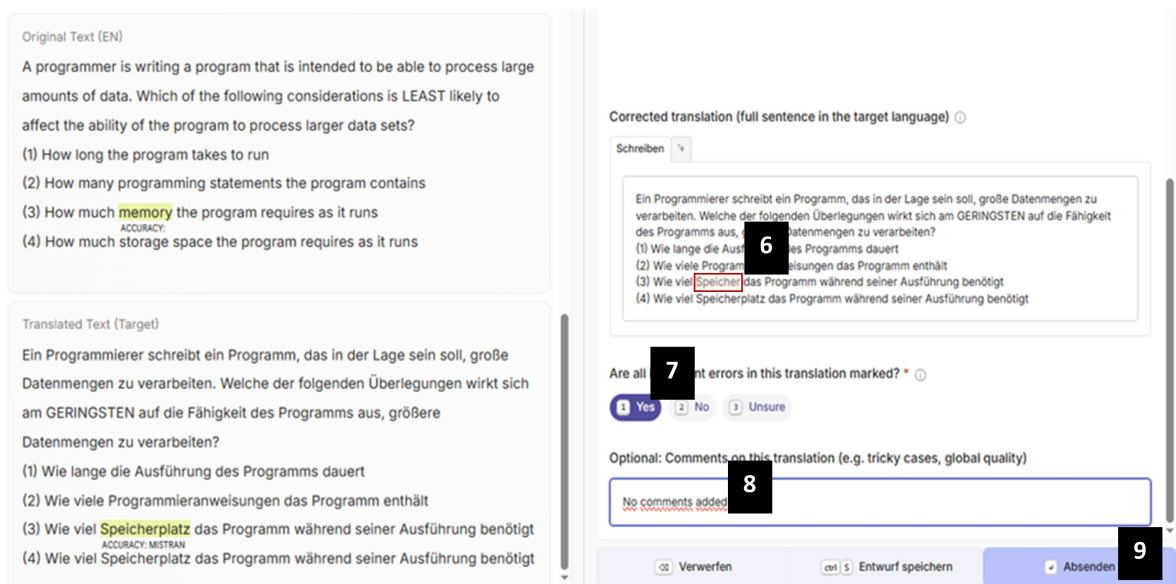 Original Text (EN)
A programmer is writing a program that is intended to be able to process large
amounts of data. Which of the following considerations is LEAST likely to
affect the ability of the program to process larger data sets?
(1) How long the program takes to run
(2) How many programming statements the program contains
(3) How much memory the program requires as it runs
ACCURACY:
(4) How much storage space the program requires as it runs
Translated Text (Target)
Ein Programmierer schreibt ein Programm, das in der Lage sein soll, große
Datenmengen zu verarbeiten. Welche der folgenden Überlegungen wirkt sich
am GERINGSTEN auf die Fähigkeit des Programms aus, größere
Datenmengen zu verarbeiten?
(1) Wie lange die Ausführung des Programms dauert
(2) Wie viele Programmieranweisungen das Programm enthält
(3) Wie viel Speicherplatz das Programm während seiner Ausführung benötigt
ACCURACY: MISTRAN
(4) Wie viel Speicherplatz das Programm während seiner Ausführung benötigt
Corrected translation (full sentence in the target language)
Schreiben
Ein Programmierer schreibt ein Programm, das in der Lage sein soll, große Datenmengen zu
verarbeiten. Welche der folgenden Überlegungen wirkt sich am GERINGSTEN auf die Fähigkeit
des Programms aus, Datenmengen zu verarbeiten?
(1) Wie lange die des Programms dauert
(2) Wie viele das Programm enthält
(3) Wie viel Speicher das Programm während seiner Ausführung benötigt
(4) Wie viel Speicherplatz das Programm während seiner Ausführung benötigt
6
Are all errors in this translation marked? *
7
1 Yes 2 No 3 Unsure
Optional: Comments on this translation (e.g. tricky cases, global quality)
8
No comments added
9
Verwerfen ctrl S Entwurf speichern Absenden